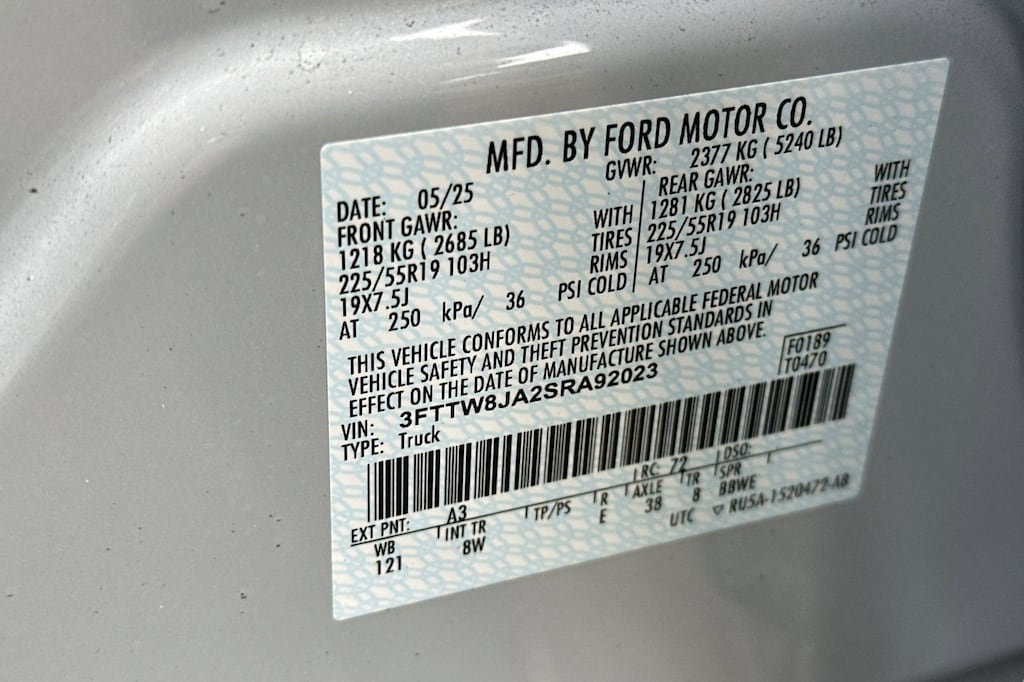 MFD. BY FORD MOTOR CO.
DATE: 05/25 GVWR: 2377 KG ( 5240 LB)
FRONT GAWR: REAR GAWR:
1218 KG ( 2685 LB) WITH 1281 KG ( 2825 LB) WITH
225/55R19 103H TIRES 225/55R19 103H TIRES
19X7.5J RIMS 19X7.5J RIMS
AT 250 kPa/ 36 PSI COLD AT 250 kPa/ 36 PSI COLD
THIS VEHICLE CONFORMS TO ALL APPLICABLE FEDERAL MOTOR
VEHICLE SAFETY AND THEFT PREVENTION STANDARDS IN
EFFECT ON THE DATE OF MANUFACTURE SHOWN ABOVE.
VIN: 3FTTW8JA2SRA92023 F0189
TYPE: Truck T0470
EXT PNT: A3 RC: 72 DSO:
WB INT TR TP/PS R AXLE TR SPR
121 8W E 38 8 BBWE
UTC ▽ RU5A-1520472-AB